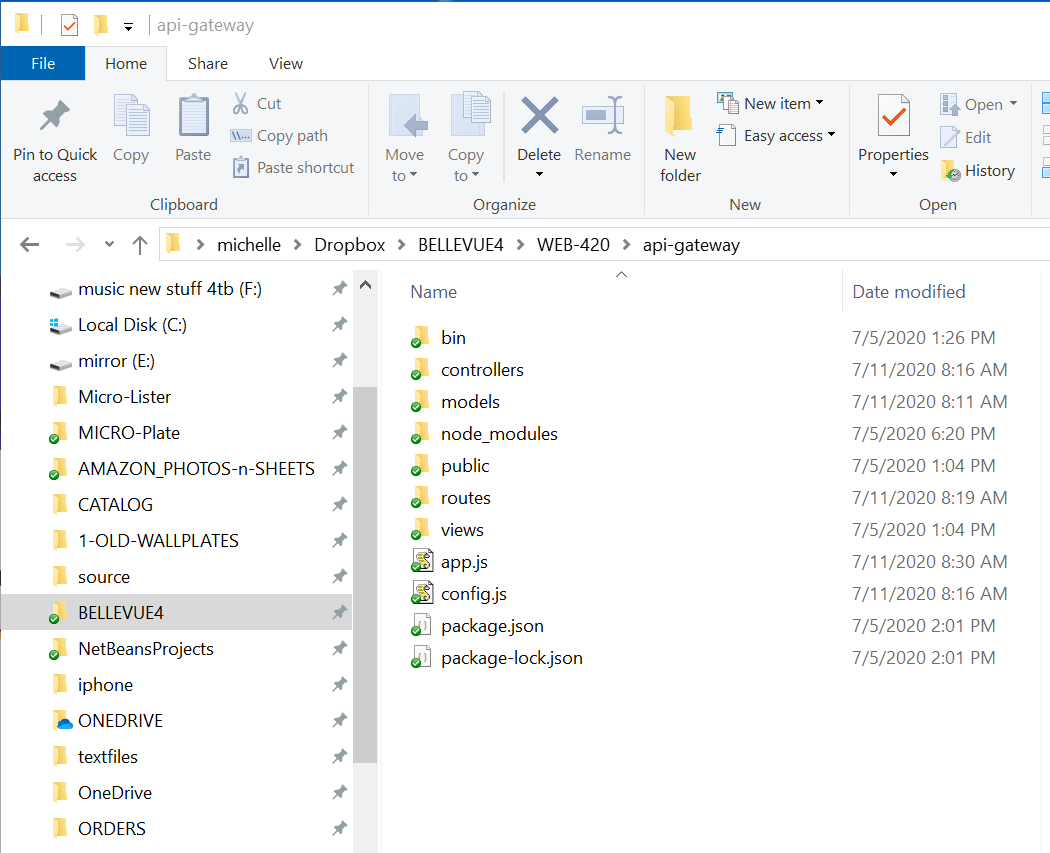 api-gateway
File Home Share View
Pin to Quick access
Copy
Paste
Cut
Copy path
Paste shortcut
Clipboard
Move to
Copy to
Delete
Rename
Organize
New folder
New item
Easy access
New
Properties
Open
Edit
History
Open
michelle > Dropbox > BELLEVUE4 > WEB-420 > api-gateway
music new stuff 4tb (F:)
Local Disk (C:)
mirror (E:)
Micro-Lister
MICRO-Plate
AMAZON_PHOTOS-n-SHEETS
CATALOG
1-OLD-WALLPLATES
source
BELLEVUE4
NetBeansProjects
iphone
ONEDRIVE
textfiles
OneDrive
ORDERS
Name Date modified
bin 7/5/2020 1:26 PM
controllers 7/11/2020 8:16 AM
models 7/11/2020 8:11 AM
node_modules 7/5/2020 6:20 PM
public 7/5/2020 1:04 PM
routes 7/11/2020 8:19 AM
views 7/5/2020 1:04 PM
app.js 7/11/2020 8:30 AM
config.js 7/11/2020 8:16 AM
package.json 7/5/2020 2:01 PM
package-lock.json 7/5/2020 2:01 PM